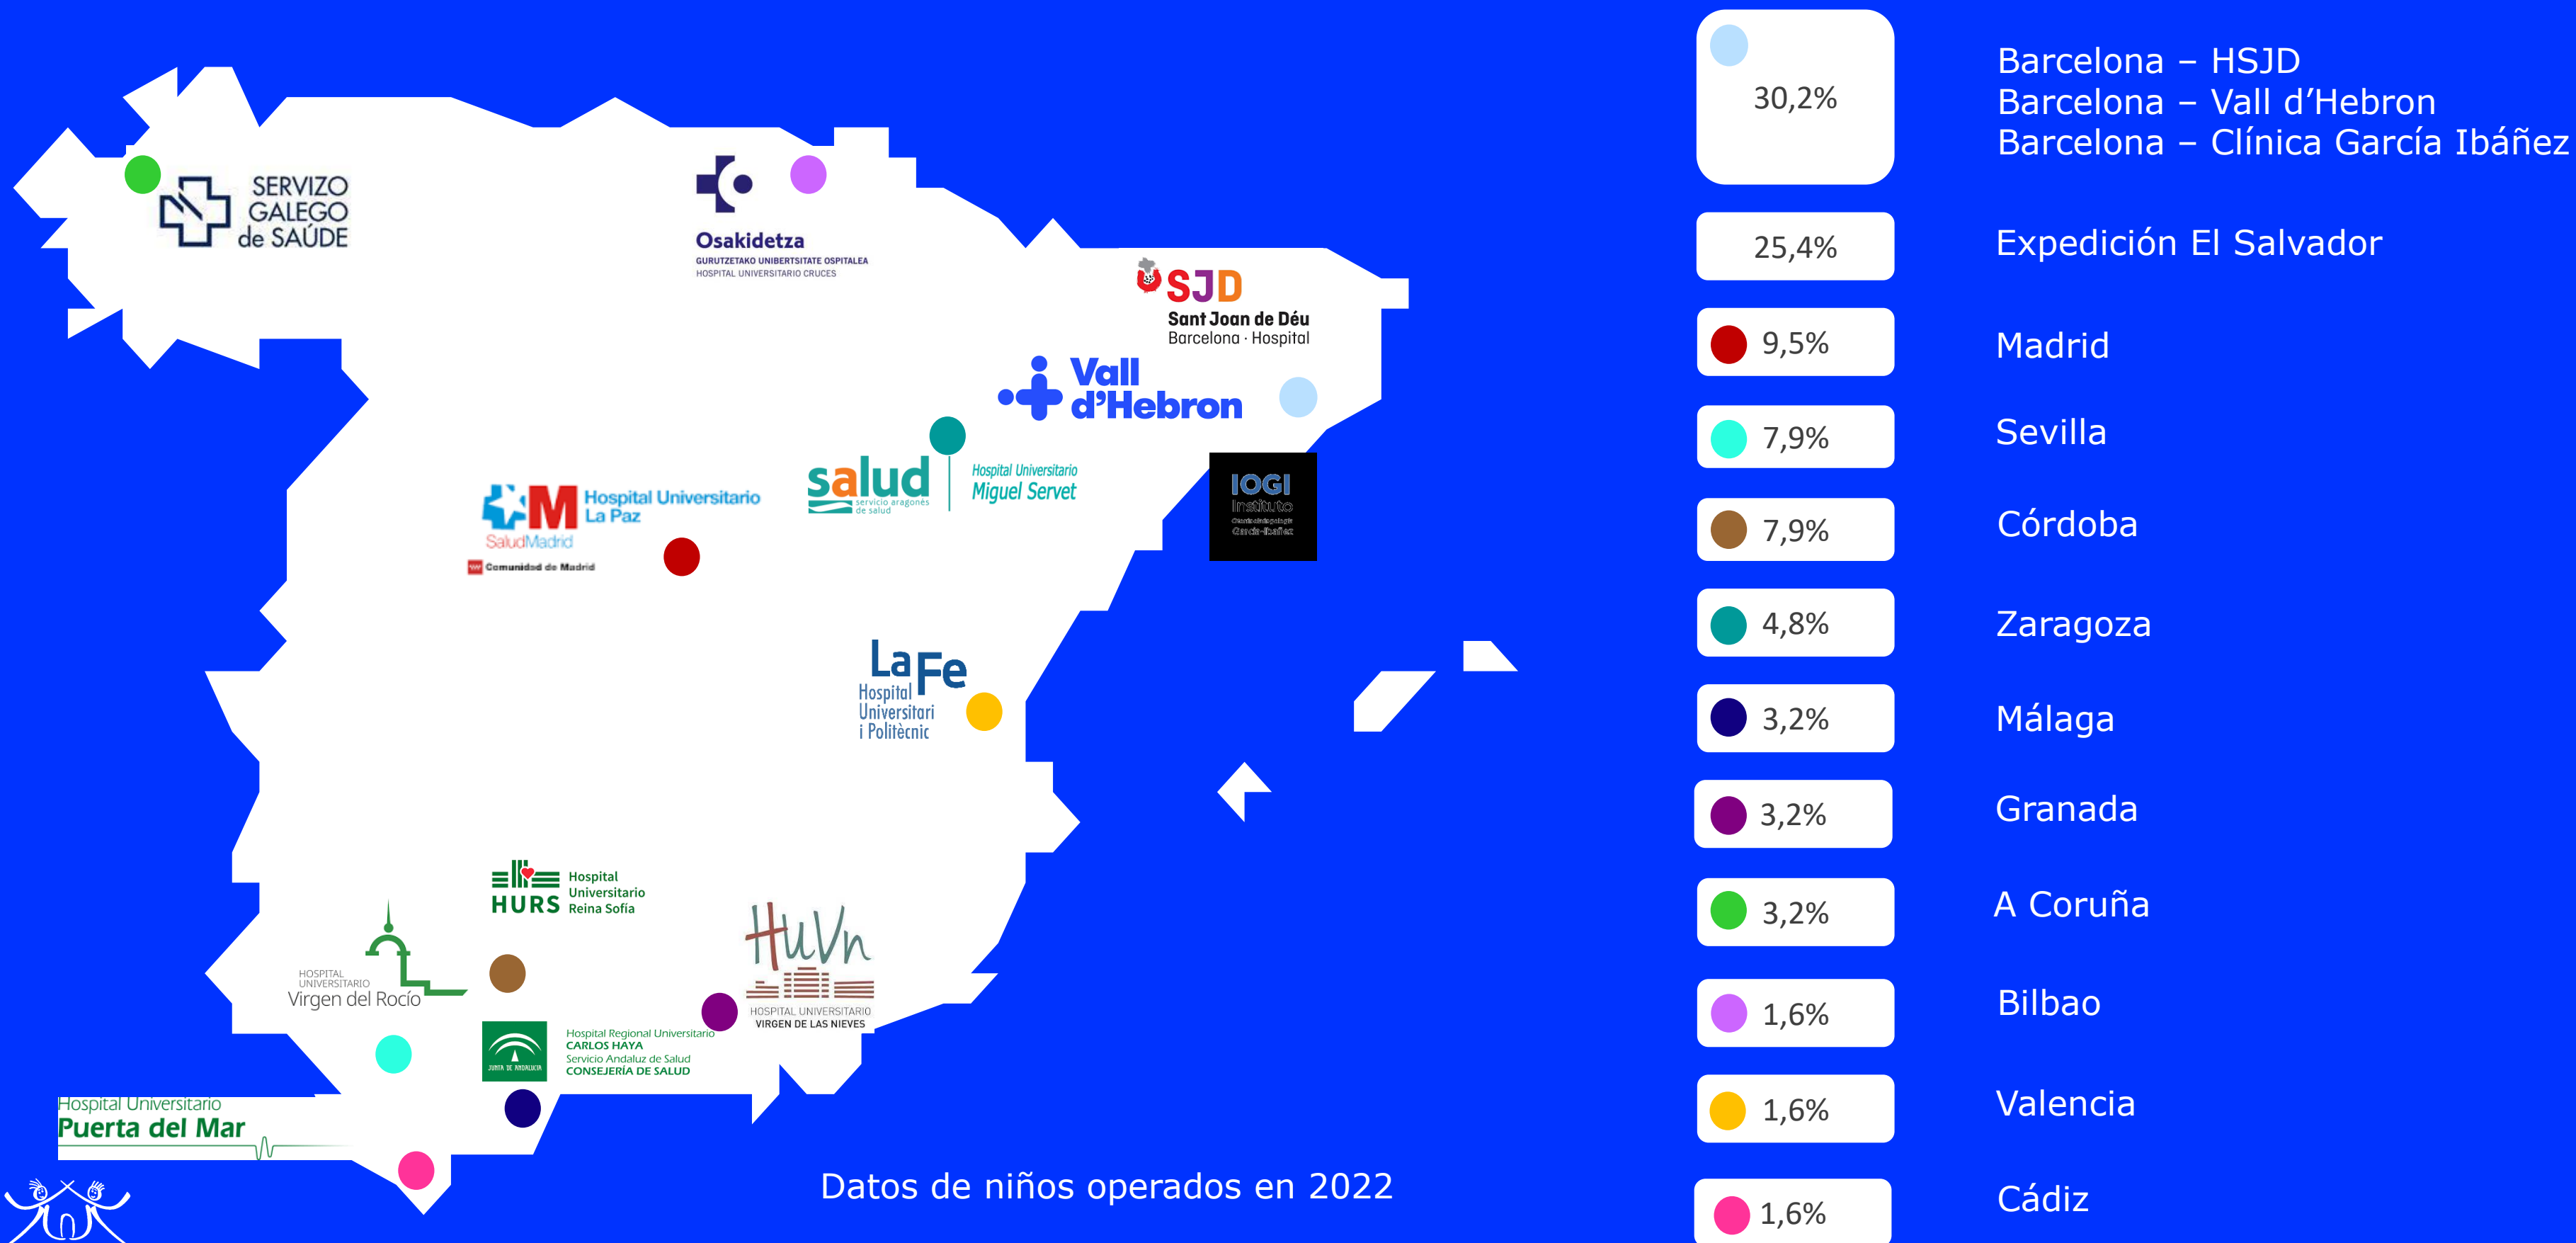 SERVIZO
GALEGO
de SAÚDE
Osakidetza
GURUTZETAKO UNIBERTSITATE OSPITALEA
HOSPITAL UNIVERSITARIO CRUCES
SJD
Sant Joan de Déu
Barcelona · Hospital
Vall
d'Hebron
salud
servicio aragonés
de salud
Hospital Universitario
Miguel Servet
M
Hospital Universitario
La Paz
SaludMadrid
Comunidad de Madrid
IOGI
Instituto
García-Ibáñez
LaFe
Hospital
Universitari
i Politècnic
HURS
Hospital
Universitario
Reina Sofía
HOSPITAL
UNIVERSITARIO
Virgen del Rocío
HUVn
HOSPITAL UNIVERSITARIO
VIRGEN DE LAS NIEVES
JUNTA DE ANDALUCIA
Hospital Regional Universitario
CARLOS HAYA
Servicio Andaluz de Salud
CONSEJERÍA DE SALUD
Hospital Universitario
Puerta del Mar
Datos de niños operados en 2022
30,2%
Barcelona – HSJD
Barcelona – Vall d’Hebron
Barcelona – Clínica García Ibáñez
25,4% Expedición El Salvador
9,5% Madrid
7,9% Sevilla
7,9% Córdoba
4,8% Zaragoza
3,2% Málaga
3,2% Granada
3,2% A Coruña
1,6% Bilbao
1,6% Valencia
1,6% Cádiz